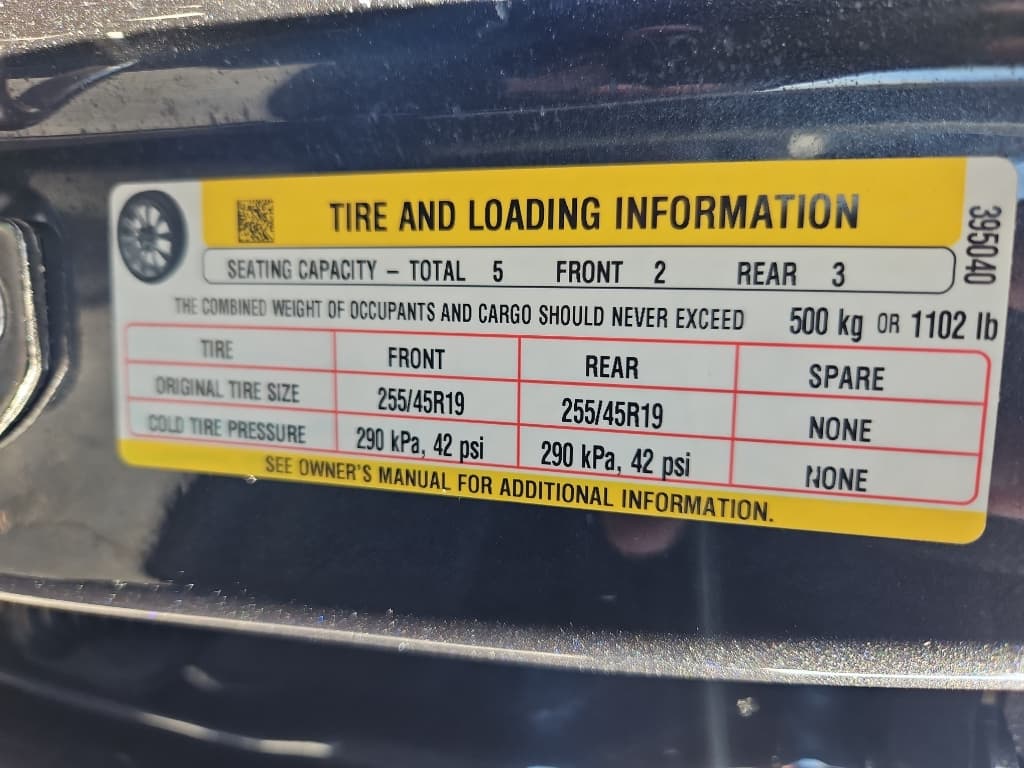 TIRE AND LOADING INFORMATION
395040
SEATING CAPACITY – TOTAL 5 FRONT 2 REAR 3
THE COMBINED WEIGHT OF OCCUPANTS AND CARGO SHOULD NEVER EXCEED 500 kg OR 1102 lb
TIRE FRONT REAR SPARE
ORIGINAL TIRE SIZE 255/45R19 255/45R19 NONE
COLD TIRE PRESSURE 290 kPa, 42 psi 290 kPa, 42 psi NONE
SEE OWNER'S MANUAL FOR ADDITIONAL INFORMATION.